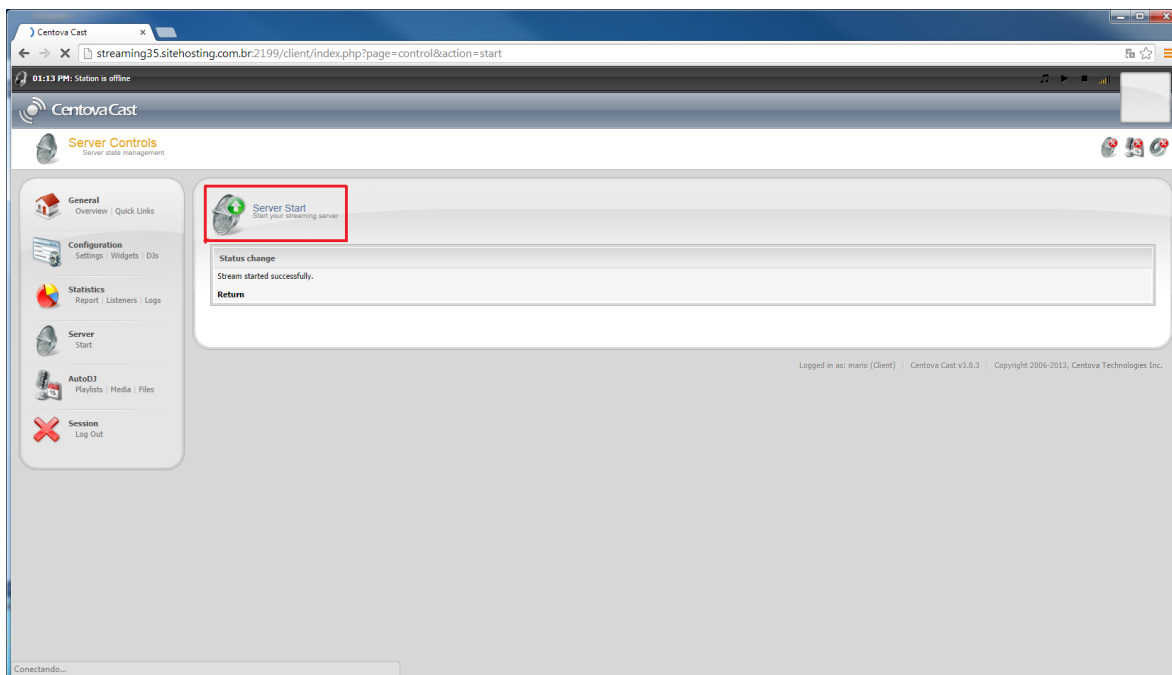 Centova Cast
streaming35.sitehosting.com.br:2199/client/index.php?page=control&action=start
01:13 PM: Station is offline
CentovaCast
Server Controls
Server state management
General
Overview | Quick Links
Configuration
Settings | Widgets | DJs
Statistics
Report | Listeners | Logs
Server
Start
AutoDJ
Playlists | Media | Files
Session
Log Out
Server Start
Start your streaming server
Status change
Stream started successfully.
Return
Logged in as: mario (Client) | Centova Cast v3.0.3 | Copyright 2006-2013, Centova Technologies Inc.
Conectando...